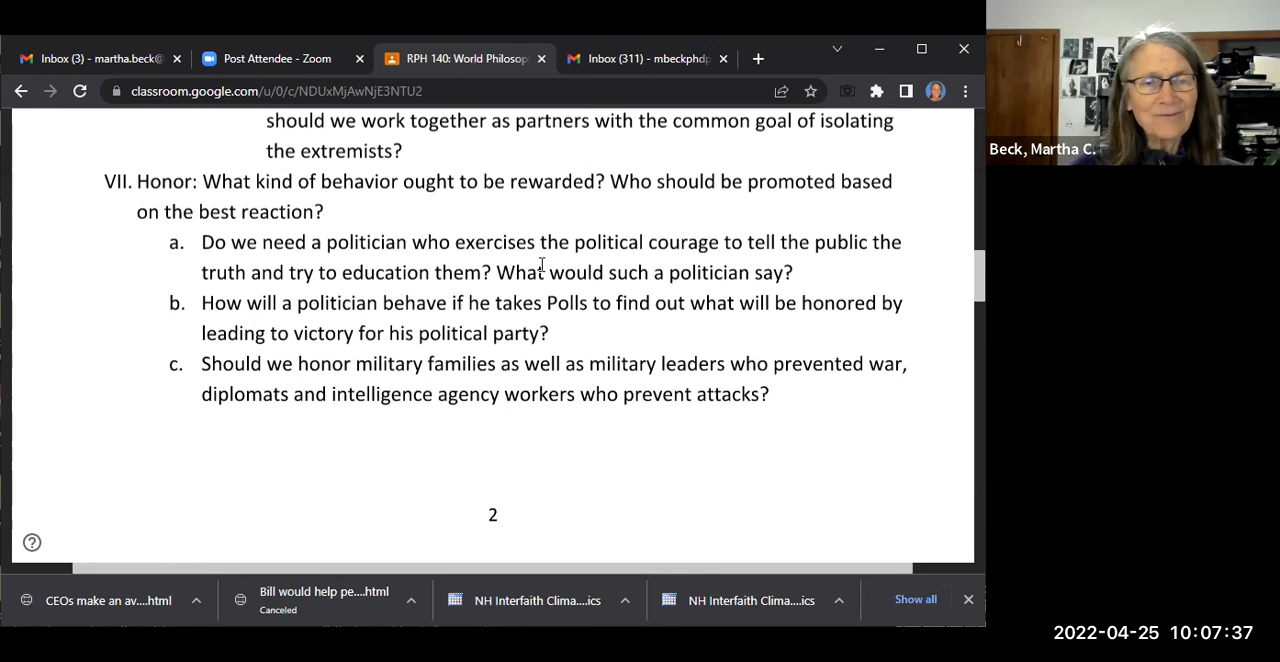 Inbox (3) - martha.beck@
Post Attendee - Zoom
RPH 140: World Philosop
Inbox (311) - mbeckphdp
classroom.google.com/u/0/c/NDUxMjAwNjE3NTU2
should we work together as partners with the common goal of isolating
the extremists?
VII. Honor: What kind of behavior ought to be rewarded? Who should be promoted based
on the best reaction?
a. Do we need a politician who exercises the political courage to tell the public the
truth and try to education them? What would such a politician say?
b. How will a politician behave if he takes Polls to find out what will be honored by
leading to victory for his political party?
c. Should we honor military families as well as military leaders who prevented war,
diplomats and intelligence agency workers who prevent attacks?
2
Beck, Martha C.
CEOs make an av....html
Bill would help pe....html
Canceled
NH Interfaith Clima....ics
NH Interfaith Clima....ics
Show all
2022-04-25 10:07:37